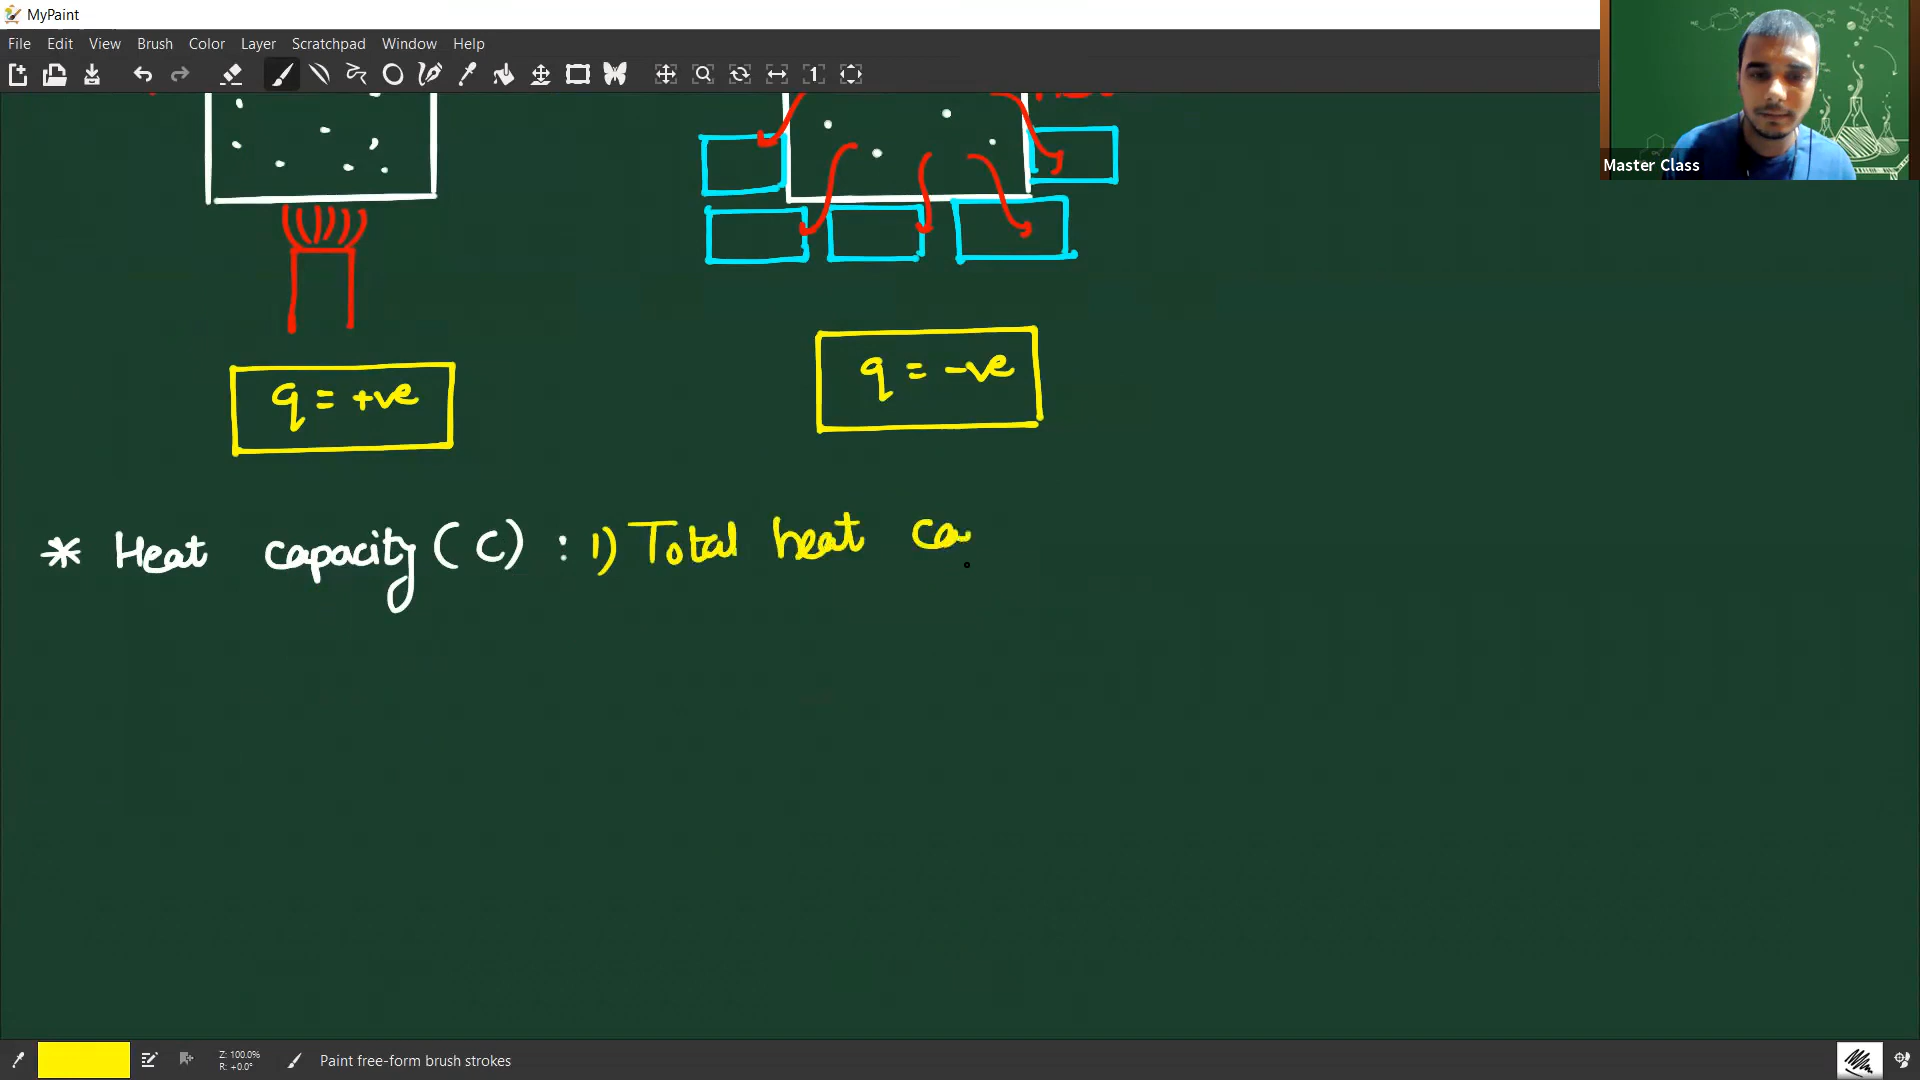 MyPaint
File Edit View Brush Color Layer Scratchpad Window Help
Master Class
q = +ve
q = -ve
* Heat capacity (C) : 1) Total heat ca
Z: 100.0%
R: +0.0°
Paint free-form brush strokes